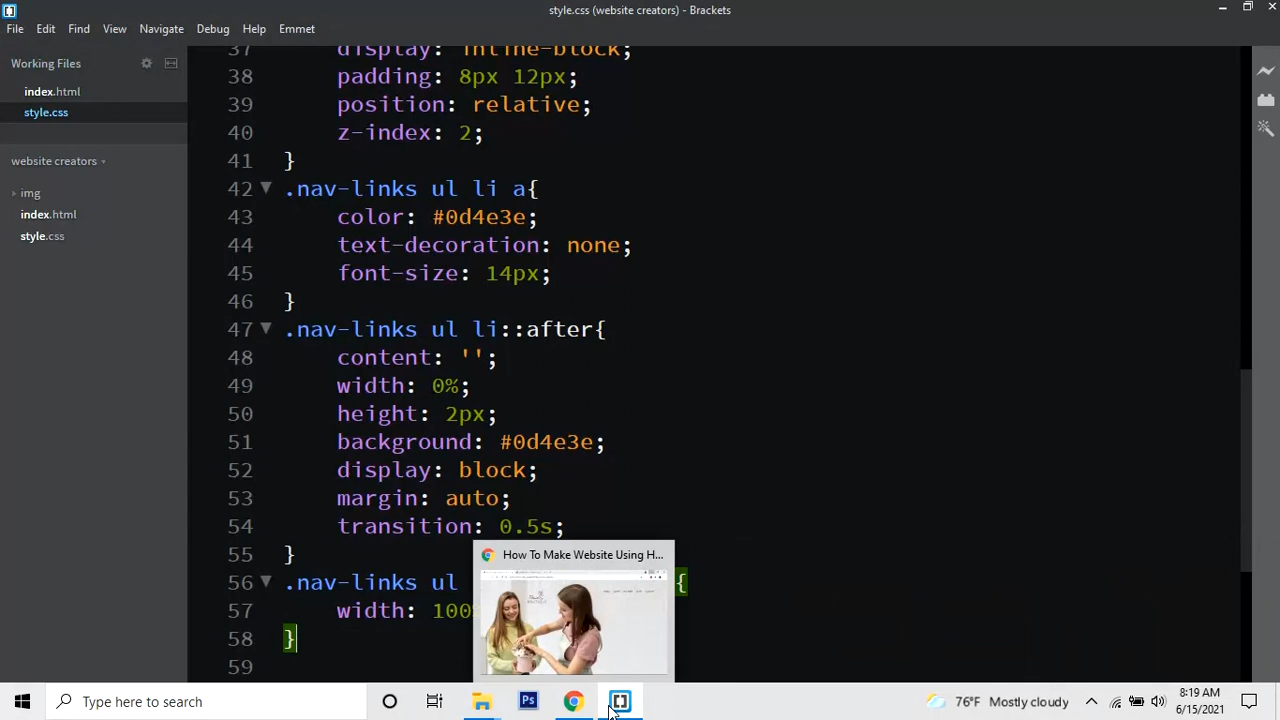 style.css (website creators) - Brackets
File Edit Find View Navigate Debug Help Emmet
Working Files
index.html
style.css
website creators
img
index.html
style.css
37 display: inline-block;
38 padding: 8px 12px;
39 position: relative;
40 z-index: 2;
41 }
42 .nav-links ul li a{
43 color: #0d4e3e;
44 text-decoration: none;
45 font-size: 14px;
46 }
47 .nav-links ul li::after{
48 content: '';
49 width: 0%;
50 height: 2px;
51 background: #0d4e3e;
52 display: block;
53 margin: auto;
54 transition: 0.5s;
55 }
56 .nav-links ul {
57 width: 100
58 }
59
How To Make Website Using H...
Type here to search
Ps
76°F Mostly cloudy
8:19 AM
6/15/2021